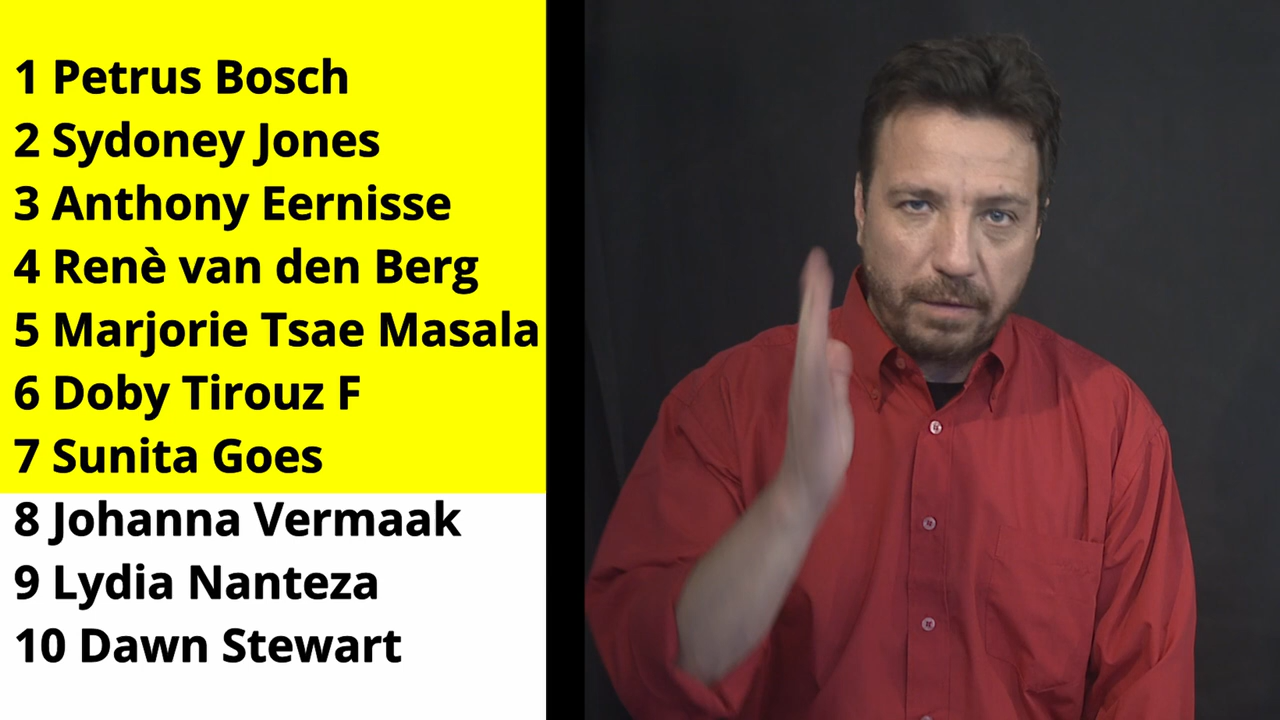 1 Petrus Bosch
2 Sydoney Jones
3 Anthony Eernisse
4 Renè van den Berg
5 Marjorie Tsae Masala
6 Doby Tirouz F
7 Sunita Goes
8 Johanna Vermaak
9 Lydia Nanteza
10 Dawn Stewart